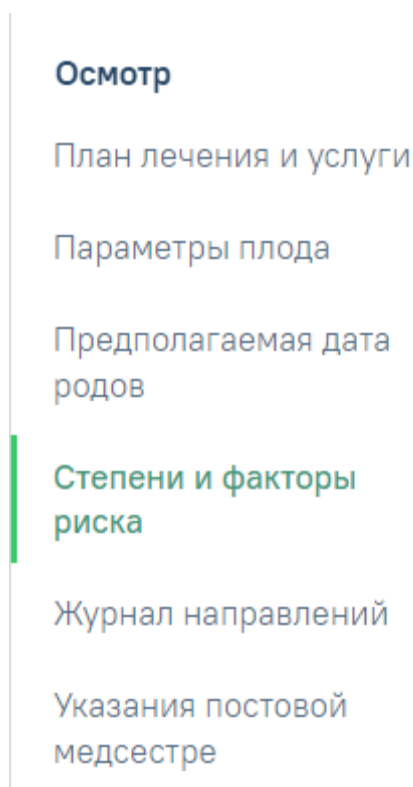 Осмотр
План лечения и услуги
Параметры плода
Предполагаемая дата
родов
Степени и факторы
риска
Журнал направлений
Указания постовой
медсестре